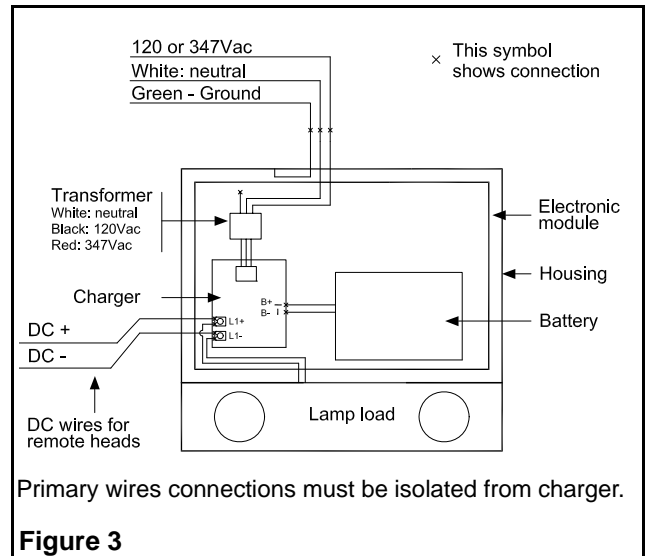 120 or 347Vac
White: neutral
Green - Ground
× This symbol
shows connection
Transformer
White: neutral
Black: 120Vac
Red: 347Vac
Electronic
module
Housing
Charger
B+
B-
L1+
L1-
Battery
DC +
DC -
DC wires for
remote heads
Lamp load
Primary wires connections must be isolated from charger.
Figure 3